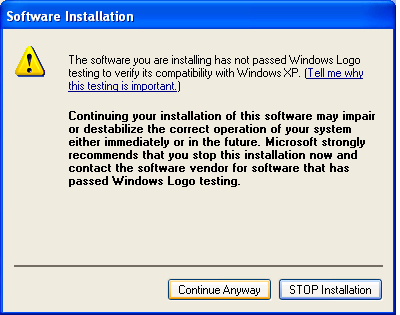 Software Installation
The software you are installing has not passed Windows Logo
testing to verify its compatibility with Windows XP. (Tell me why
this testing is important.)
Continuing your installation of this software may impair
or destabilize the correct operation of your system
either immediately or in the future. Microsoft strongly
recommends that you stop this installation now and
contact the software vendor for software that has
passed Windows Logo testing.
Continue Anyway
STOP Installation